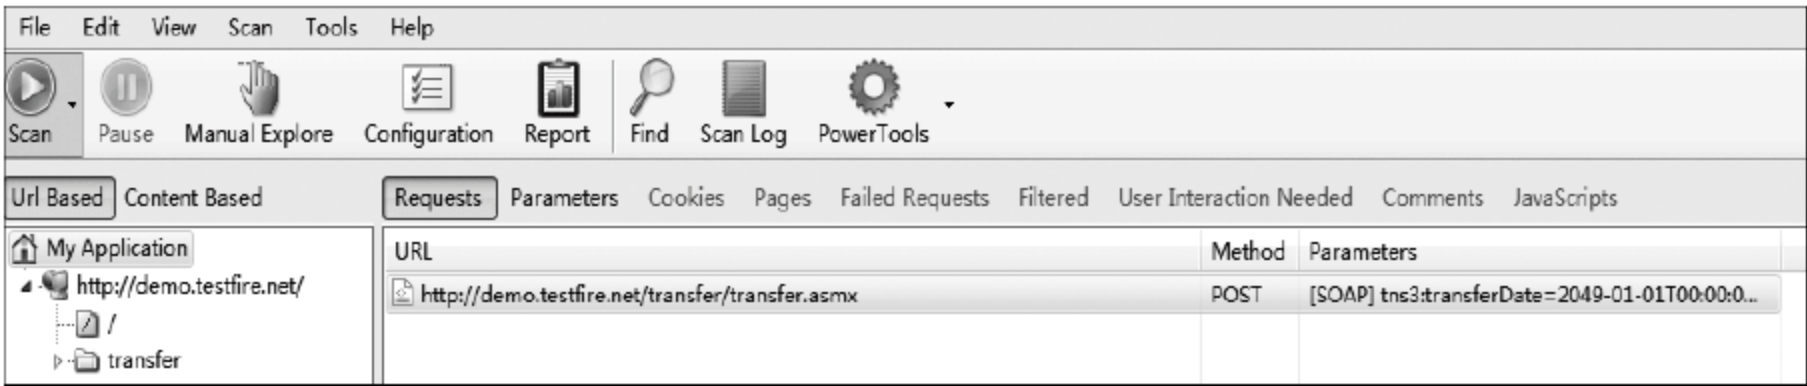 File Edit View Scan Tools Help
Scan Pause Manual Explore Configuration Report Find Scan Log PowerTools
Url Based Content Based Requests Parameters Cookies Pages Failed Requests Filtered User Interaction Needed Comments JavaScripts
My Application URL Method Parameters
http://demo.testfire.net/ http://demo.testfire.net/transfer/transfer.asmx POST [SOAP] tns3:transferDate=2049-01-01T00:00:0...
/
transfer